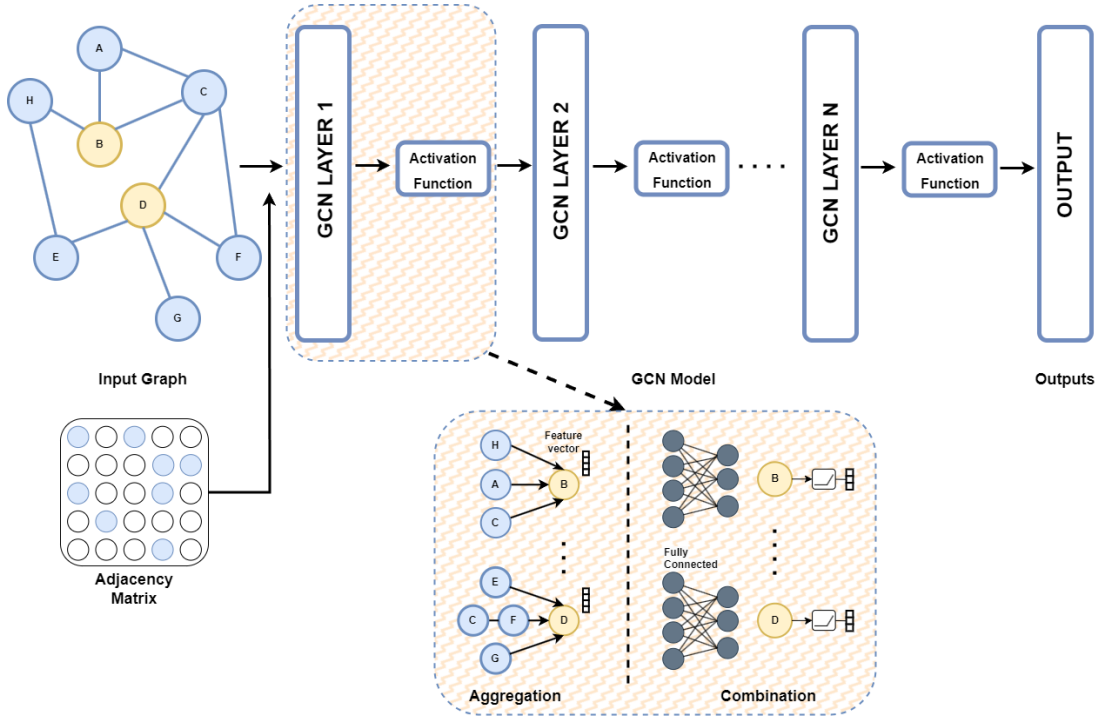 A
H
C
B
D
E
F
G
Input Graph
Adjacency
Matrix
GCN LAYER 1
Activation
Function
GCN LAYER 2
Activation
Function
. . . .
GCN LAYER N
Activation
Function
OUTPUT
GCN Model
Outputs
H
Feature
vector
A
B
C
E
C
F
D
G
Aggregation
B
Fully
Connected
D
Combination